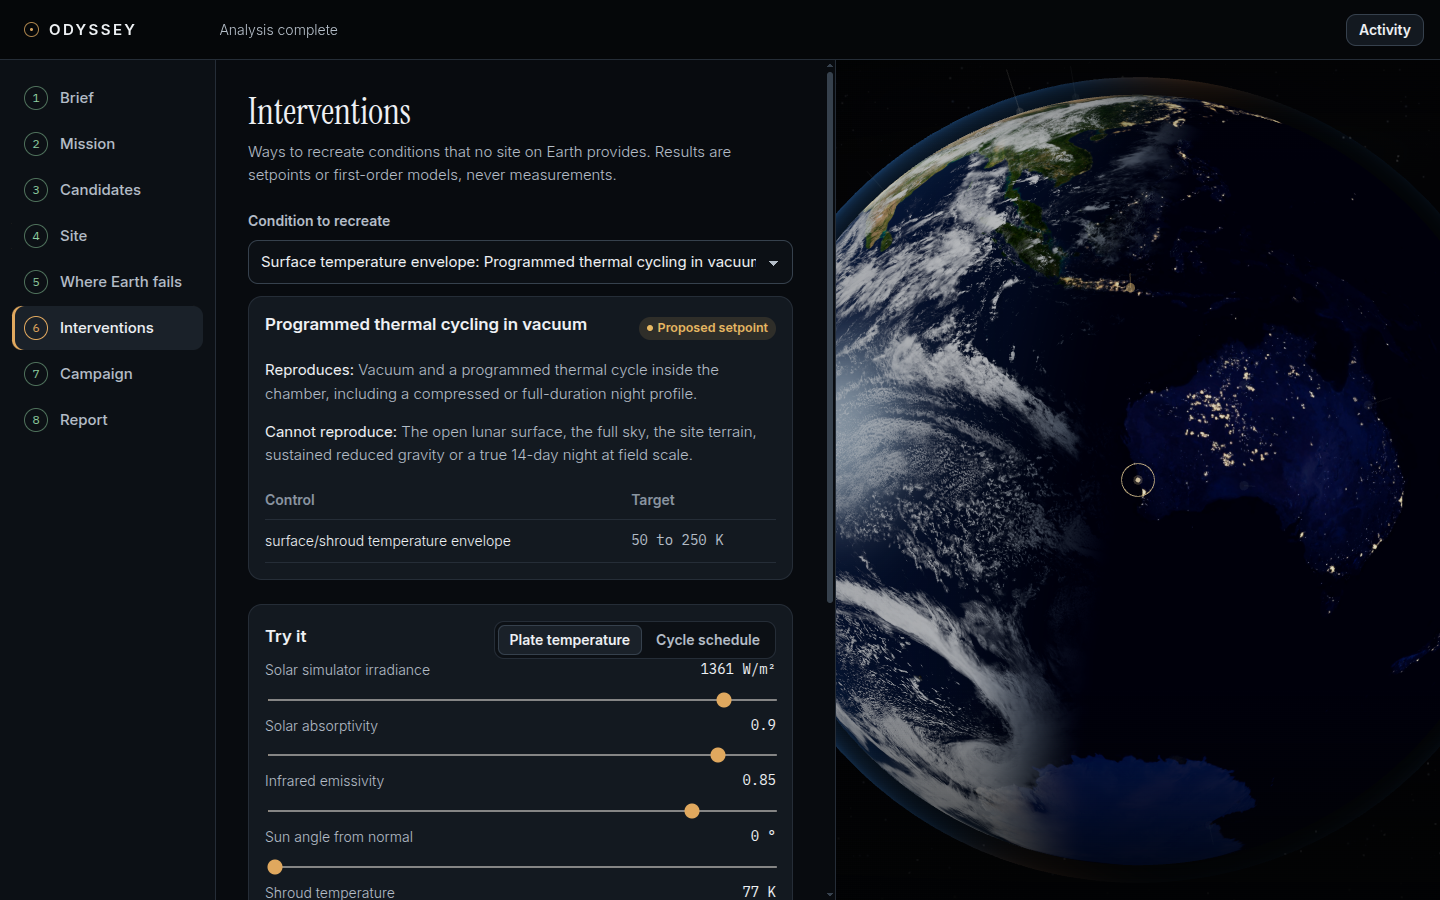 ODYSSEY
Analysis complete
Activity
1 Brief
2 Mission
3 Candidates
4 Site
5 Where Earth fails
6 Interventions
7 Campaign
8 Report
Interventions
Ways to recreate conditions that no site on Earth provides. Results are
setpoints or first-order models, never measurements.
Condition to recreate
Surface temperature envelope: Programmed thermal cycling in vacuum
Programmed thermal cycling in vacuum
Proposed setpoint
Reproduces: Vacuum and a programmed thermal cycle inside the
chamber, including a compressed or full-duration night profile.
Cannot reproduce: The open lunar surface, the full sky, the site terrain,
sustained reduced gravity or a true 14-day night at field scale.
Control Target
surface/shroud temperature envelope 50 to 250 K
Try it
Plate temperature Cycle schedule
Solar simulator irradiance 1361 W/m²
Solar absorptivity 0.9
Infrared emissivity 0.85
Sun angle from normal 0 °
Shroud temperature 77 K